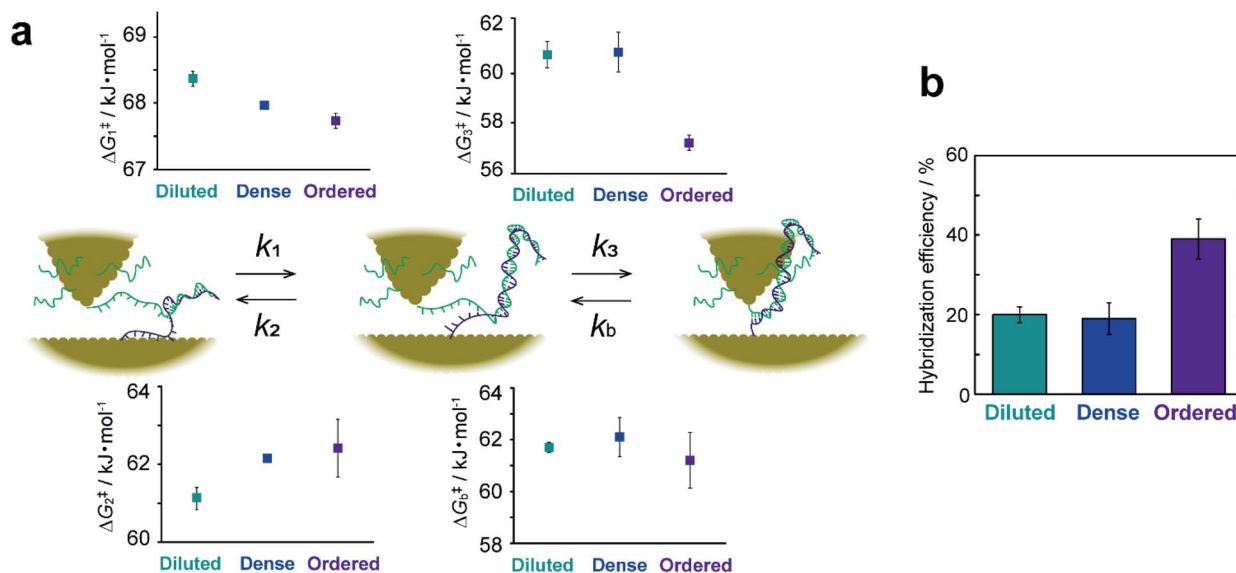 a
ΔG₁‡ / kJ•mol⁻¹
69
68
67
Diluted Dense Ordered
ΔG₃‡ / kJ•mol⁻¹
62
60
58
56
Diluted Dense Ordered
k₁
k₂
k₃
k_b
ΔG₂‡ / kJ•mol⁻¹
64
62
60
Diluted Dense Ordered
ΔG_b‡ / kJ•mol⁻¹
64
62
60
58
Diluted Dense Ordered
b
Hybridization efficiency / %
60
40
20
0
Diluted Dense Ordered